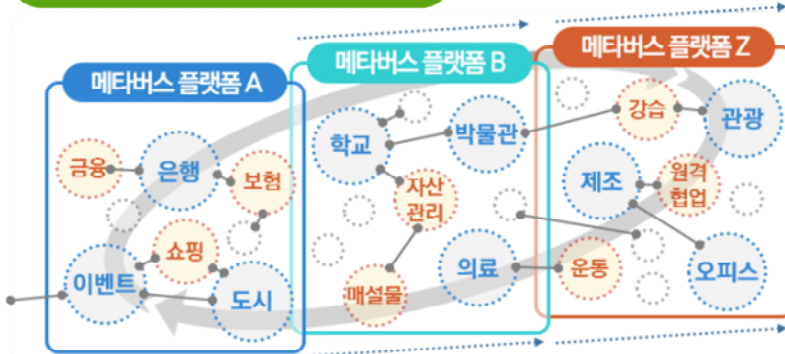 메타버스 플랫폼 A
메타버스 플랫폼 B
메타버스 플랫폼 Z
금융
은행
보험
쇼핑
이벤트
도시
학교
박물관
자산
관리
매설물
의료
강습
관광
제조
원격
협업
운동
오피스